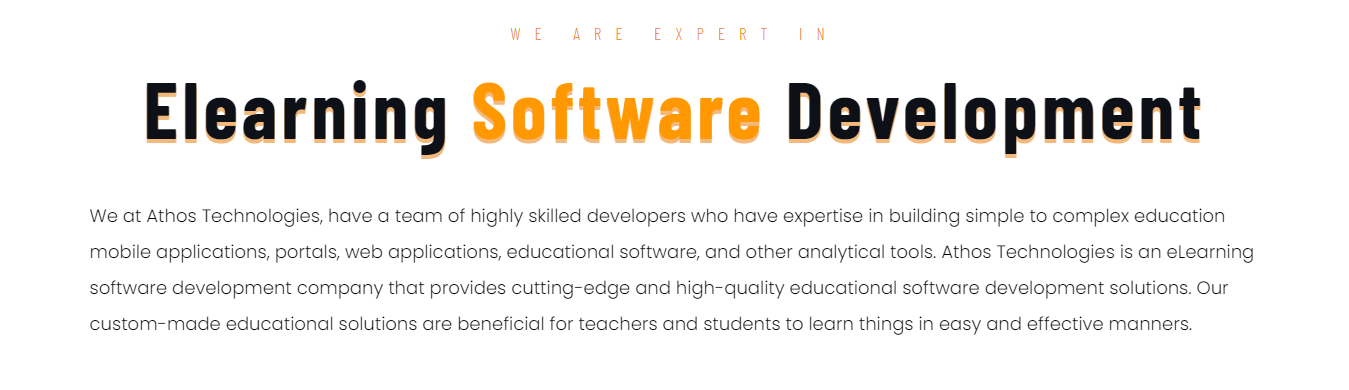 WE ARE EXPERT IN
Elearning Software Development
We at Athos Technologies, have a team of highly skilled developers who have expertise in building simple to complex education
mobile applications, portals, web applications, educational software, and other analytical tools. Athos Technologies is an eLearning
software development company that provides cutting-edge and high-quality educational software development solutions. Our
custom-made educational solutions are beneficial for teachers and students to learn things in easy and effective manners.